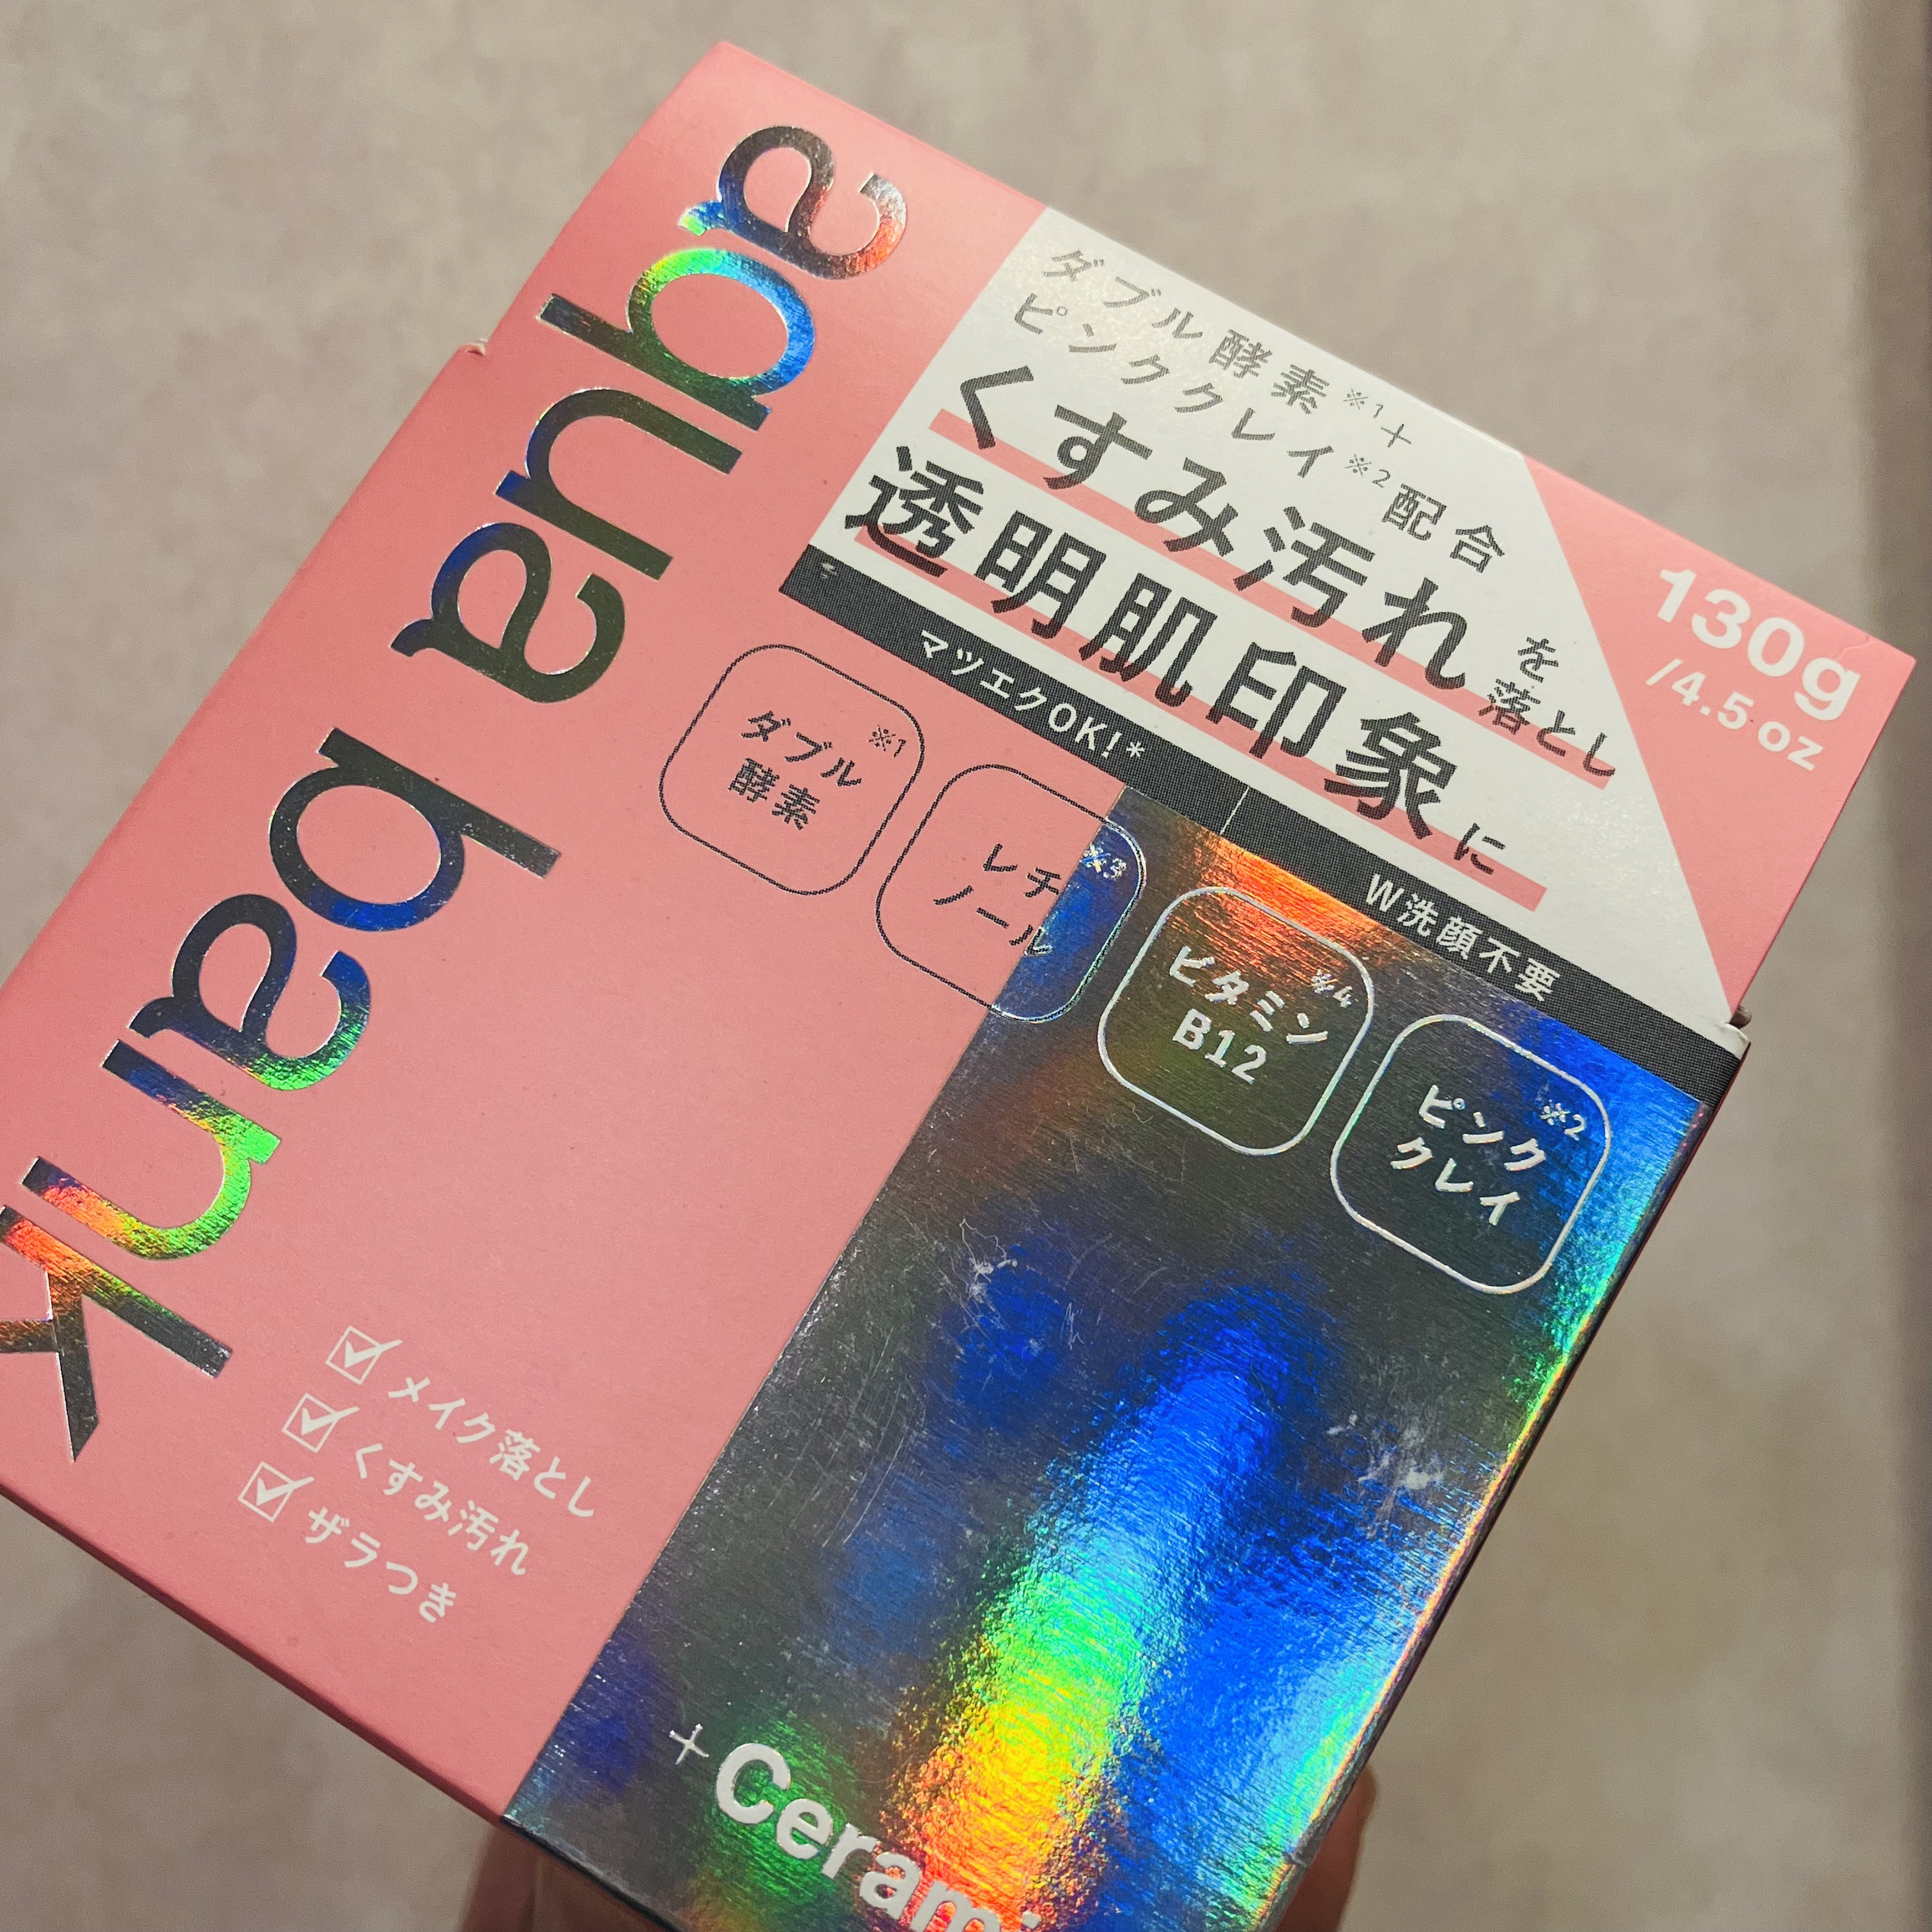 aqua bank
ダブル酵素※1+
ピンククレイ※2配合
くすみ汚れを落とし
透明肌印象に
130g
/4.5 oz
マツエクOK!*
W洗顔不要
ダブル※1
酵素
レチ※3
ノール
ビタミン※4
B12
ピンク※2
クレイ
メイク落とし
くすみ汚れ
ザラつき
+